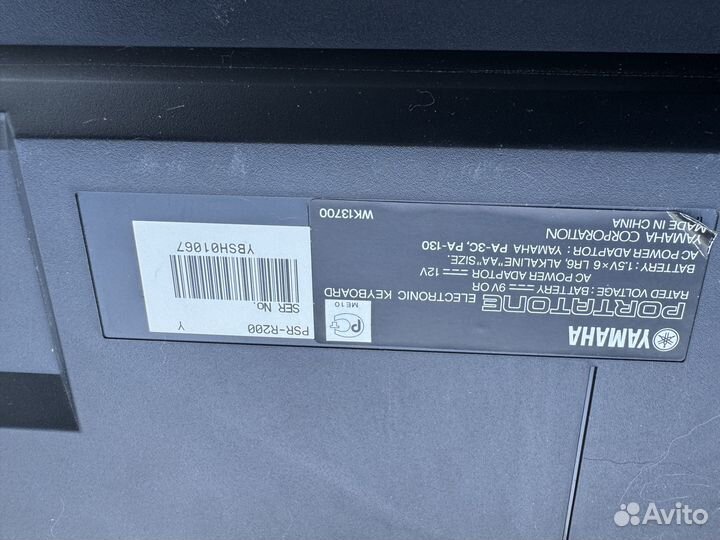 YAMAHA
PORTATONE ELECTRONIC KEYBOARD
RATED VOLTAGE : BATTERY ⎓ 9V OR
AC POWER ADAPTOR ⎓ 12V
BATTERY : 1.5V×6 LR6, ALKALINE"AA"SIZE.
AC POWER ADAPTOR : YAMAHA PA-3C, PA-130
YAMAHA CORPORATION
MADE IN CHINA
WK13700
PC+
ME10
PSR-R200 Y
SER No.
YBSH01067
Avito